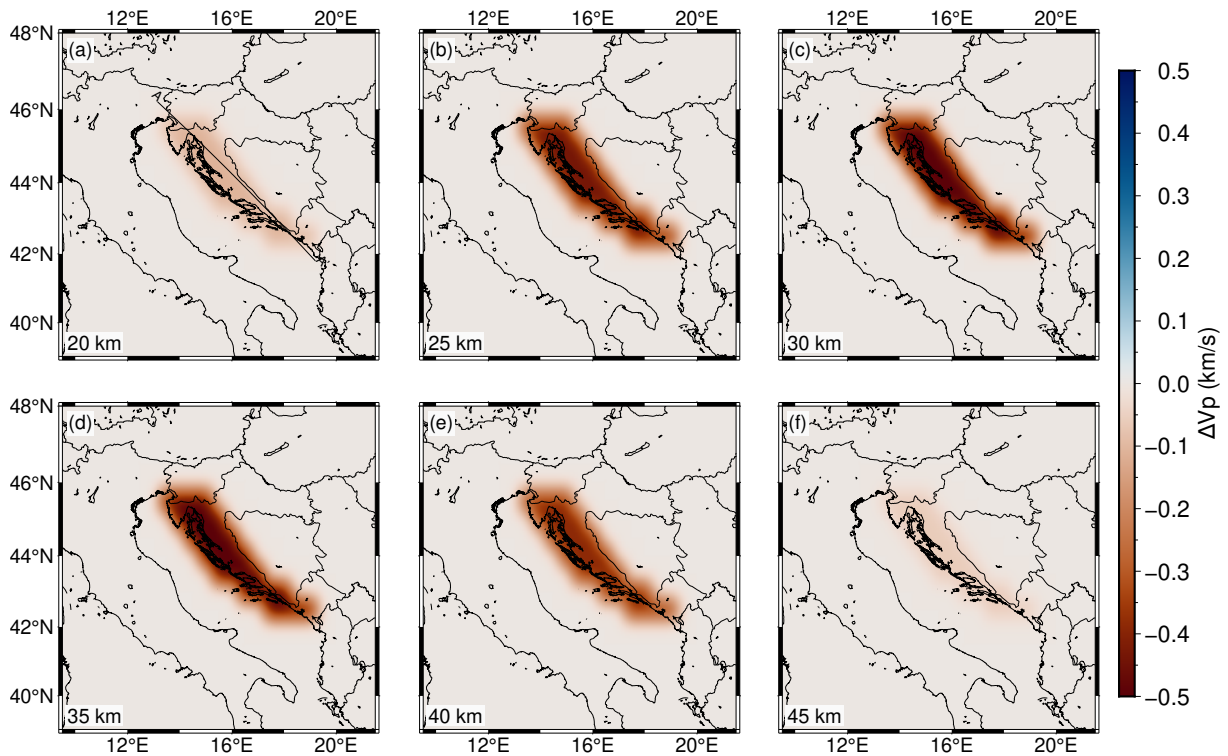 12°E 16°E 20°E 12°E 16°E 20°E 12°E 16°E 20°E
48°N (a) (b) (c)
0.5
0.4
46°N
0.3
44°N
0.2
42°N
0.1
40°N
20 km 25 km 30 km
0.0
ΔVp (km/s)
48°N (d) (e) (f)
−0.1
46°N
−0.2
44°N
−0.3
42°N
−0.4
40°N
35 km 40 km 45 km
−0.5
12°E 16°E 20°E 12°E 16°E 20°E 12°E 16°E 20°E